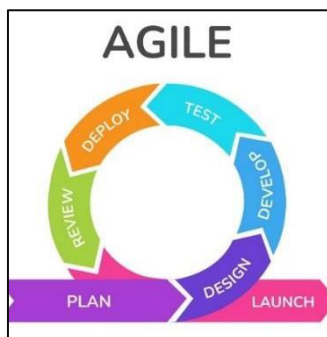 AGILE
PLAN
DESIGN
DEVELOP
TEST
DEPLOY
REVIEW
LAUNCH